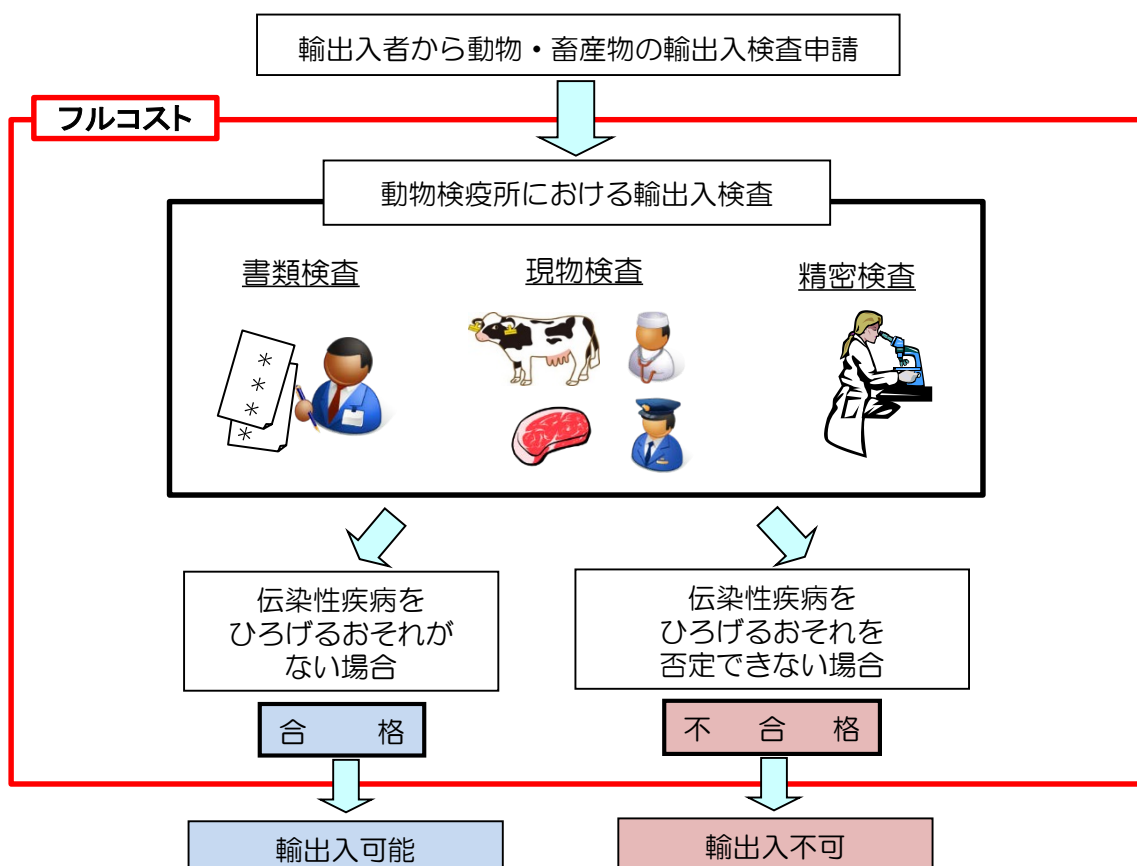 輸出入者から動物・畜産物の輸出入検査申請
フルコスト
動物検疫所における輸出入検査
書類検査
現物検査
精密検査
＊
＊
＊
＊
伝染性疾病を
ひろげるおそれが
ない場合
伝染性疾病を
ひろげるおそれを
否定できない場合
合　格
不　合　格
輸出入可能
輸出入不可